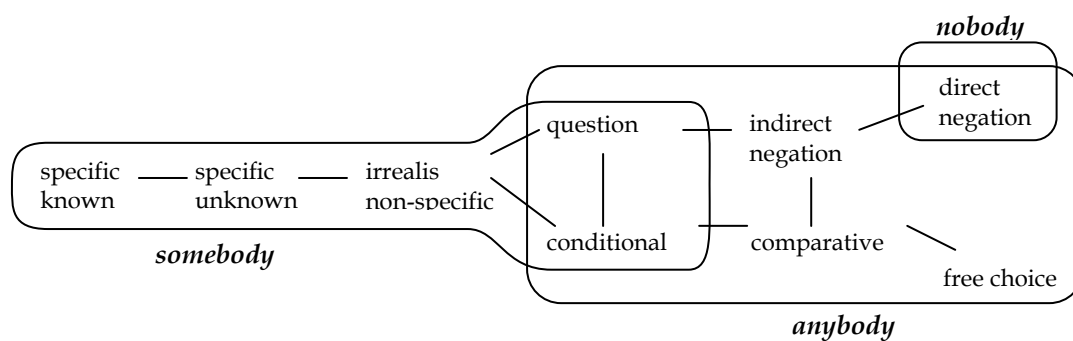 nobody
direct
negation
question
indirect
negation
specific
known
specific
unknown
irrealis
non-specific
conditional
comparative
somebody
free choice
anybody